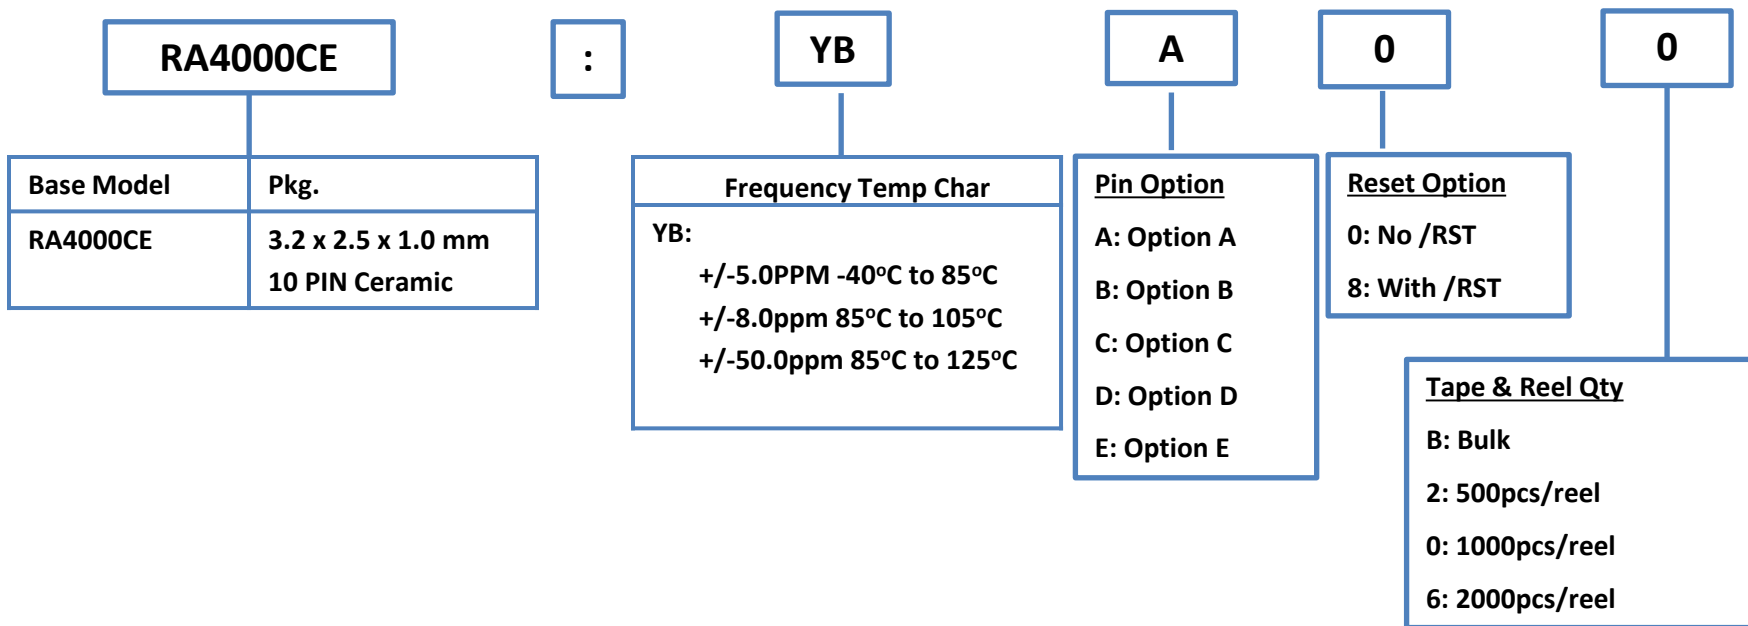 RA4000CE : YB A 0 0
Base Model Pkg.
RA4000CE 3.2 x 2.5 x 1.0 mm
10 PIN Ceramic
Frequency Temp Char
YB:
+/-5.0PPM -40°C to 85°C
+/-8.0ppm 85°C to 105°C
+/-50.0ppm 85°C to 125°C
Pin Option
A: Option A
B: Option B
C: Option C
D: Option D
E: Option E
Reset Option
0: No /RST
8: With /RST
Tape & Reel Qty
B: Bulk
2: 500pcs/reel
0: 1000pcs/reel
6: 2000pcs/reel